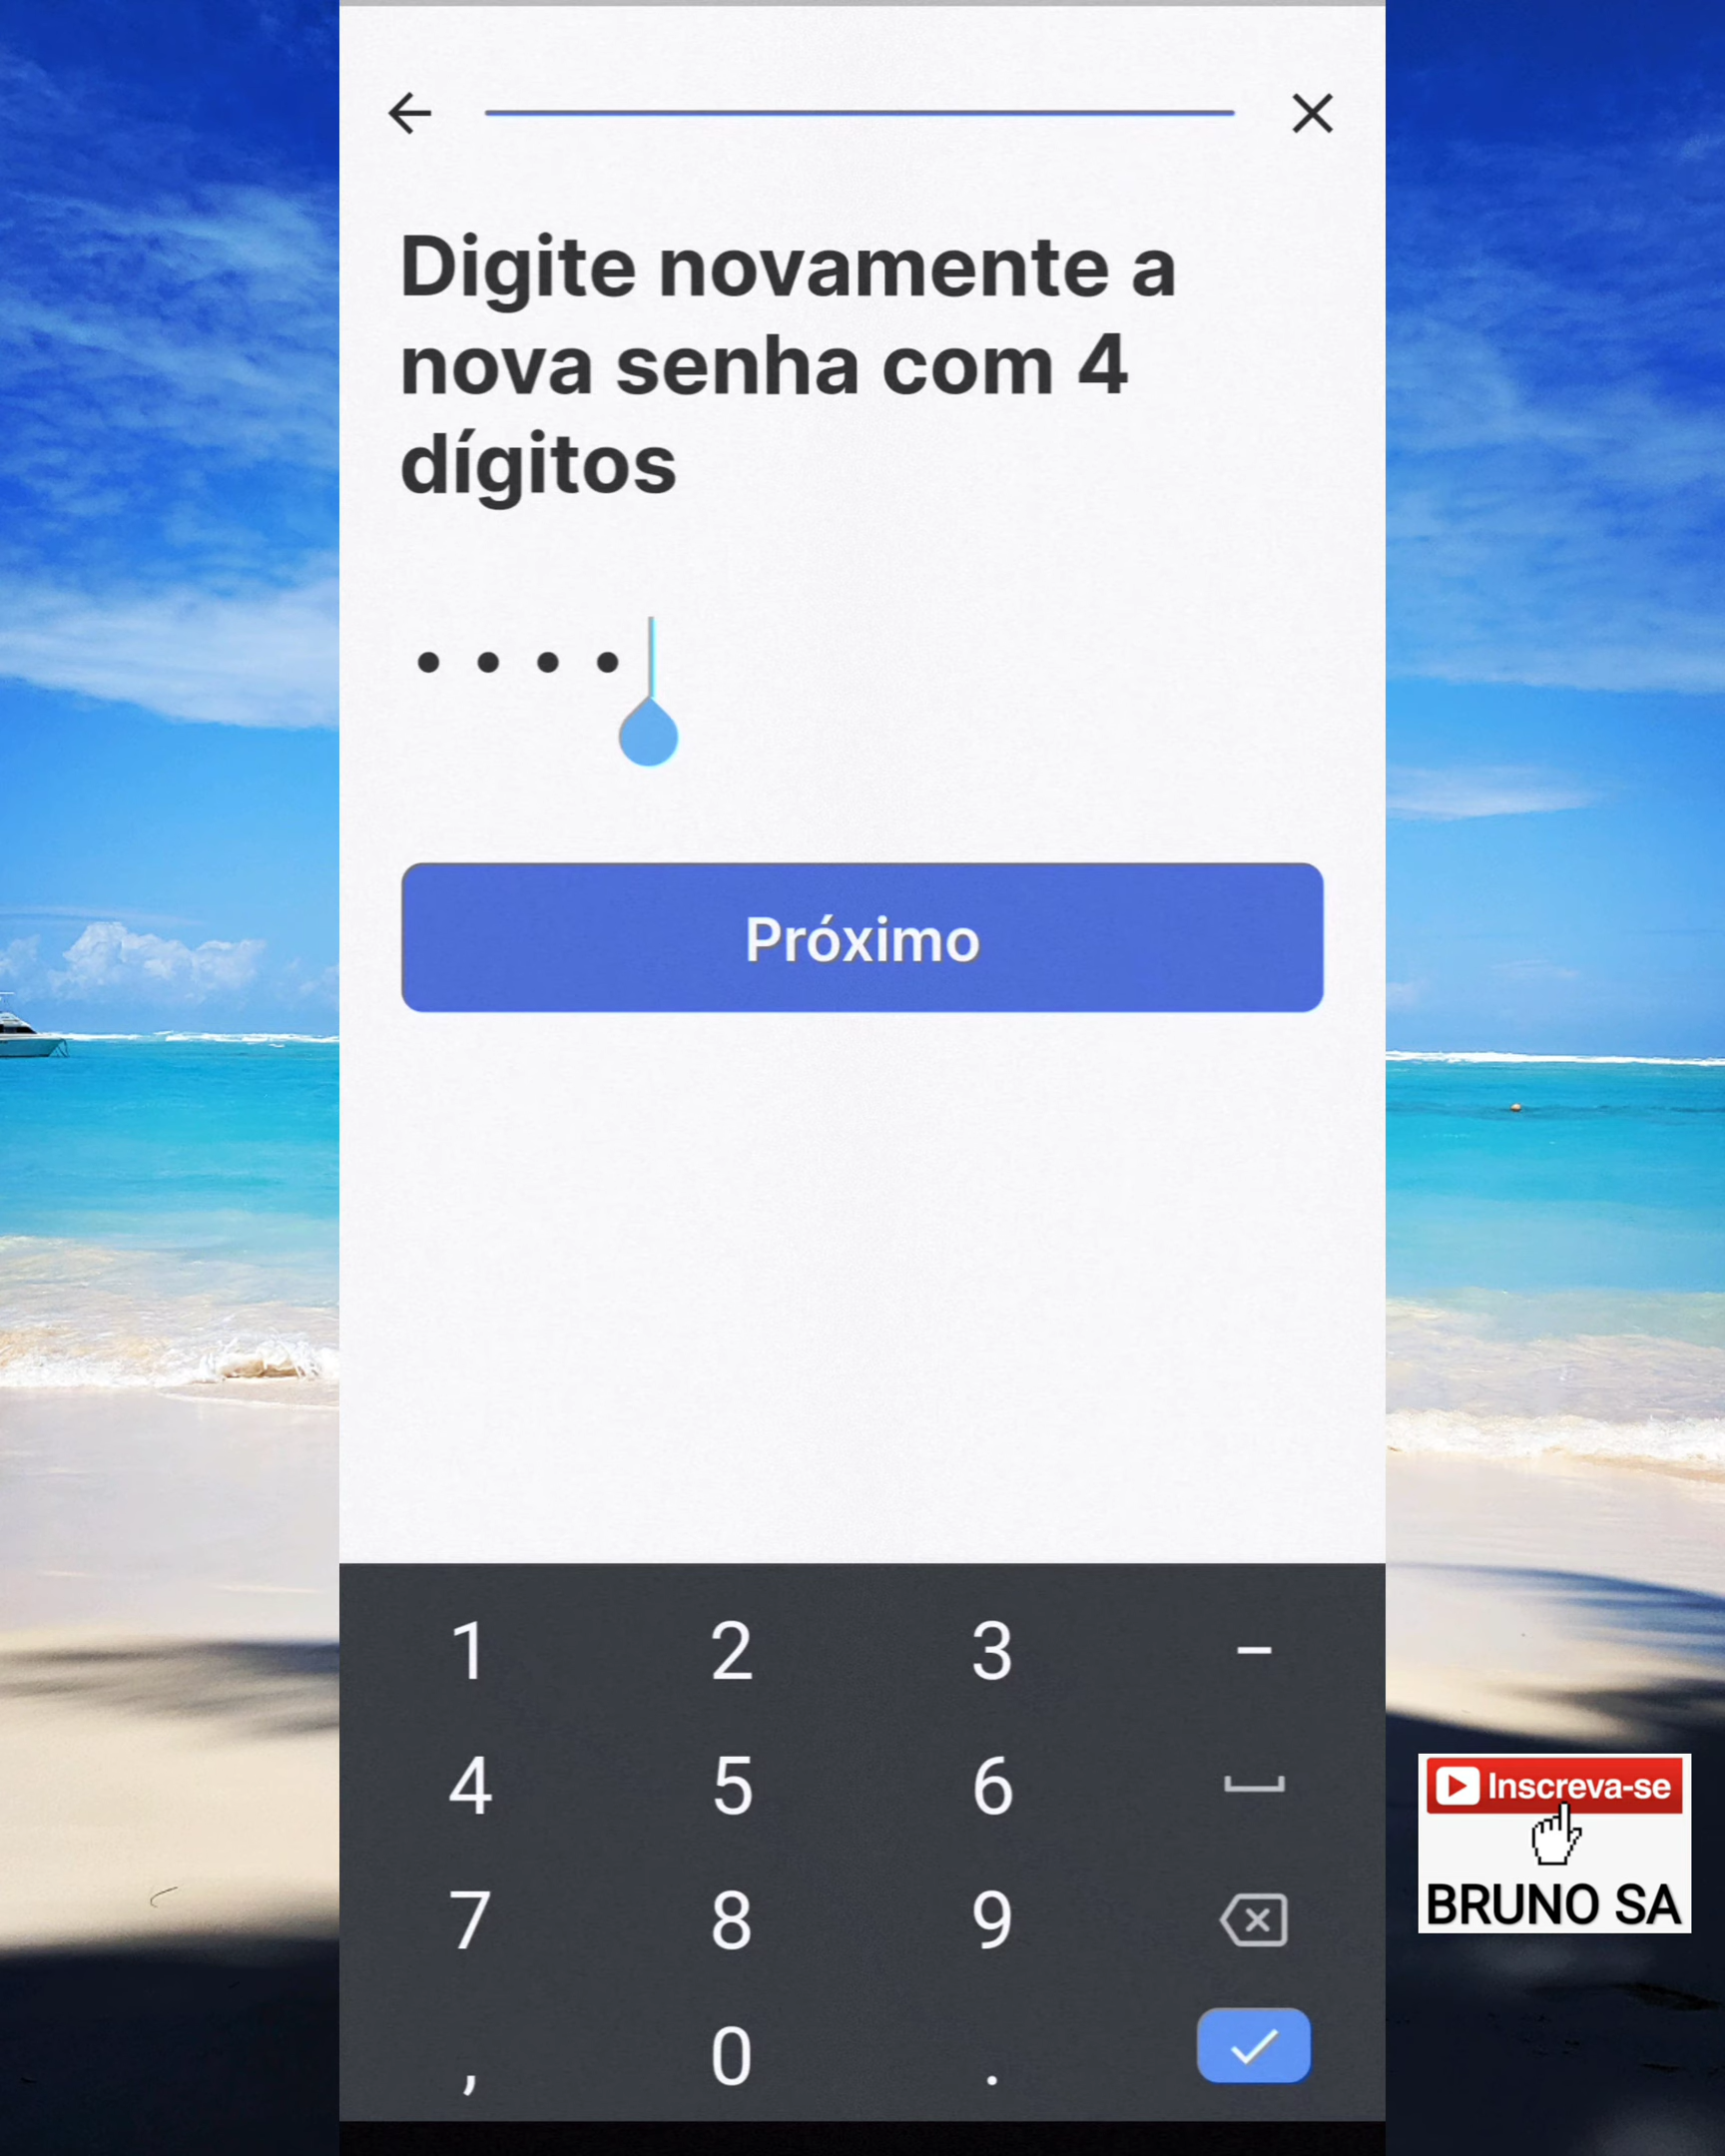 Digite novamente a
nova senha com 4
dígitos
••••
Próximo
1 2 3 −
4 5 6
7 8 9
, 0 .
Inscreva-se
BRUNO SA